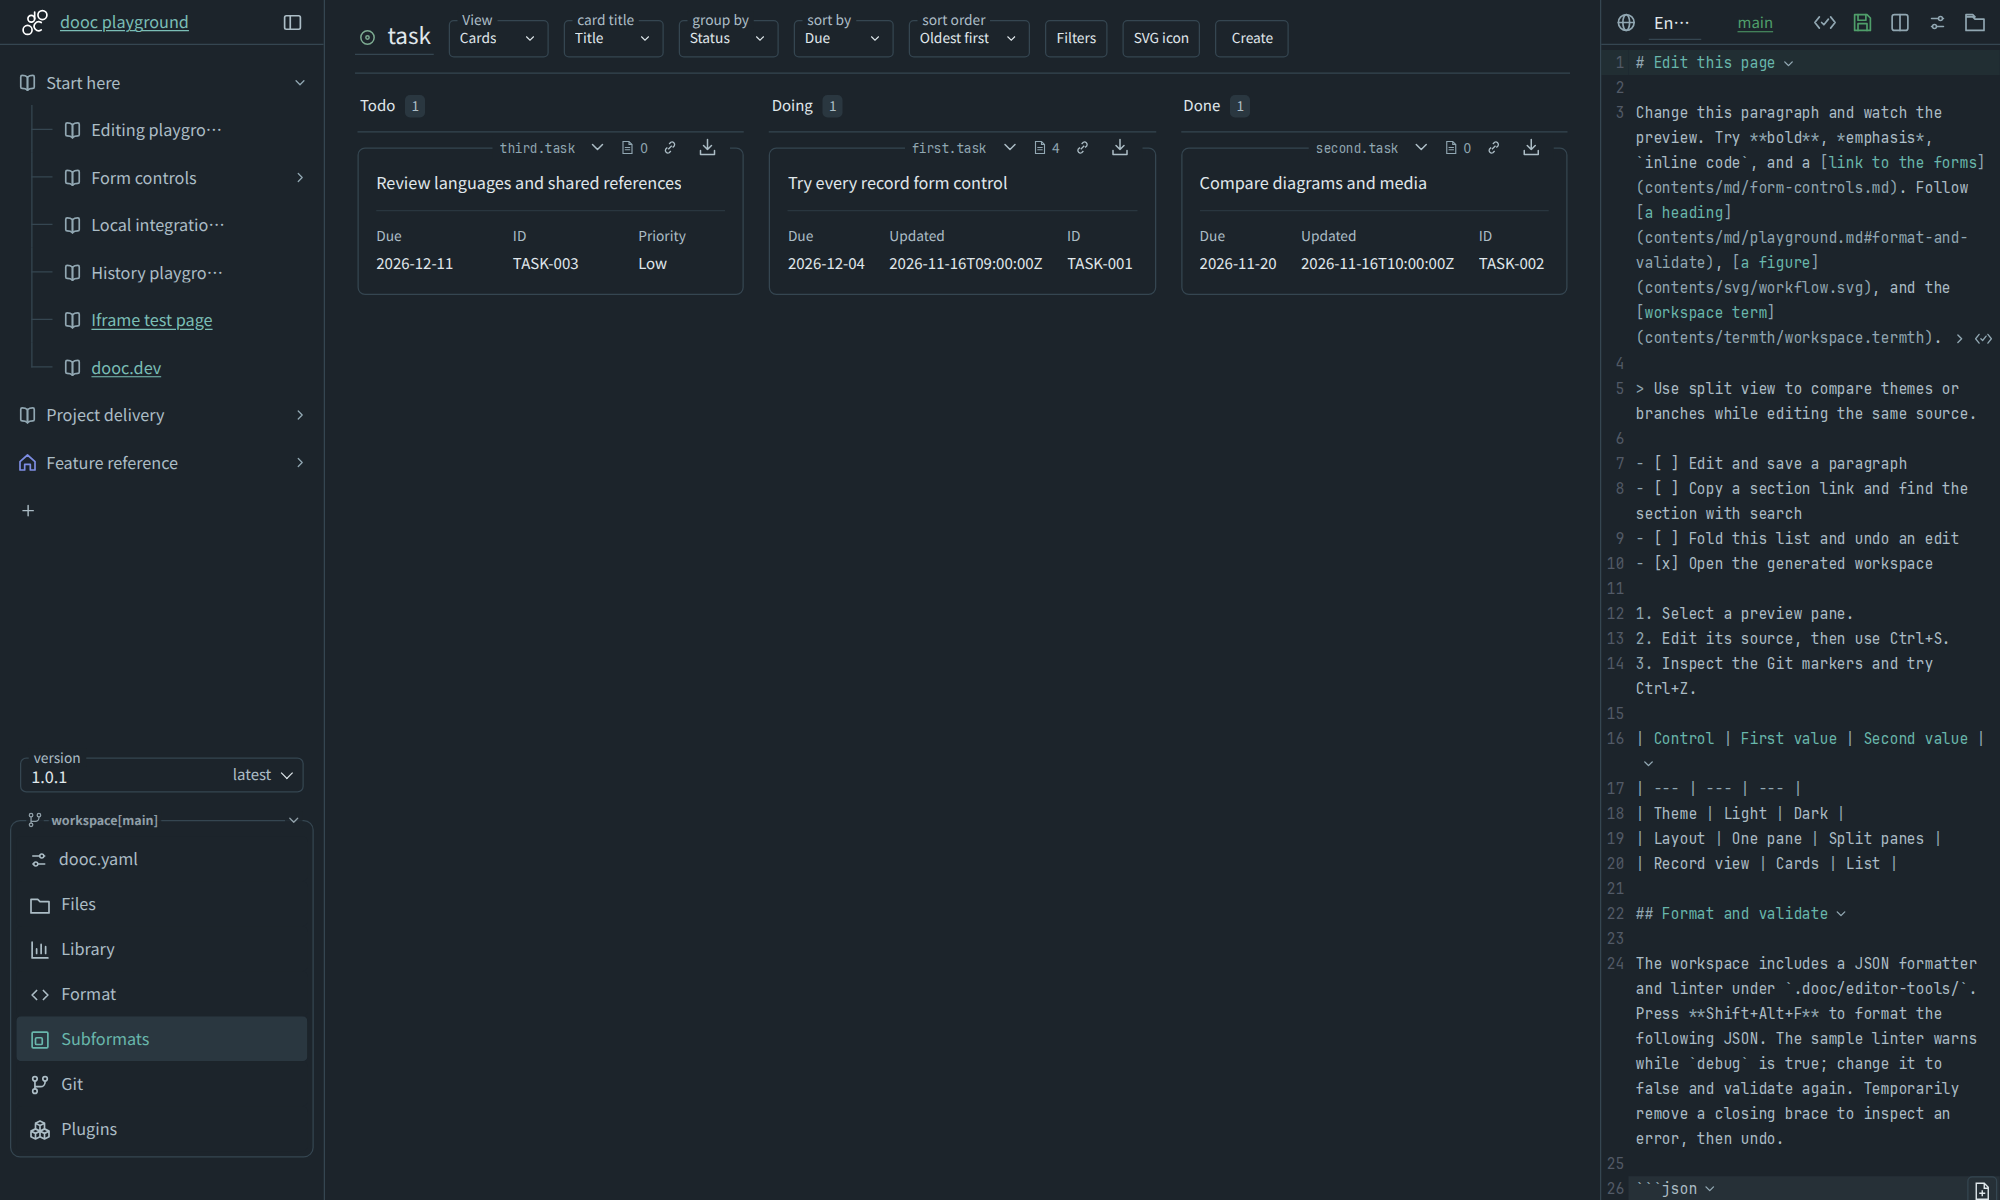 dooc playground
Start here
Editing playgro···
Form controls
Local integratio···
History playgro···
Iframe test page
dooc.dev
Project delivery
Feature reference
version
1.0.1 latest
workspace[main]
dooc.yaml
Files
Library
Format
Subformats
Git
Plugins
task
View
Cards
card title
Title
group by
Status
sort by
Due
sort order
Oldest first
Filters
SVG icon
Create
Todo 1
third.task 0
Review languages and shared references
Due ID Priority
2026-12-11 TASK-003 Low
Doing 1
first.task 4
Try every record form control
Due Updated ID
2026-12-04 2026-11-16T09:00:00Z TASK-001
Done 1
second.task 0
Compare diagrams and media
Due Updated ID
2026-11-20 2026-11-16T10:00:00Z TASK-002
En··· main
1 # Edit this page
2
3 Change this paragraph and watch the
preview. Try **bold**, *emphasis*,
`inline code`, and a [link to the forms]
(contents/md/form-controls.md). Follow
[a heading]
(contents/md/playground.md#format-and-
validate), [a figure]
(contents/svg/workflow.svg), and the
[workspace term]
(contents/termth/workspace.termth).
4
5 > Use split view to compare themes or
branches while editing the same source.
6
7 - [ ] Edit and save a paragraph
8 - [ ] Copy a section link and find the
section with search
9 - [ ] Fold this list and undo an edit
10 - [x] Open the generated workspace
11
12 1. Select a preview pane.
13 2. Edit its source, then use Ctrl+S.
14 3. Inspect the Git markers and try
Ctrl+Z.
15
16 | Control | First value | Second value |
17 | --- | --- | --- |
18 | Theme | Light | Dark |
19 | Layout | One pane | Split panes |
20 | Record view | Cards | List |
21
22 ## Format and validate
23
24 The workspace includes a JSON formatter
and linter under `.dooc/editor-tools/`.
Press **Shift+Alt+F** to format the
following JSON. The sample linter warns
while `debug` is true; change it to
false and validate again. Temporarily
remove a closing brace to inspect an
error, then undo.
25
26 ```json